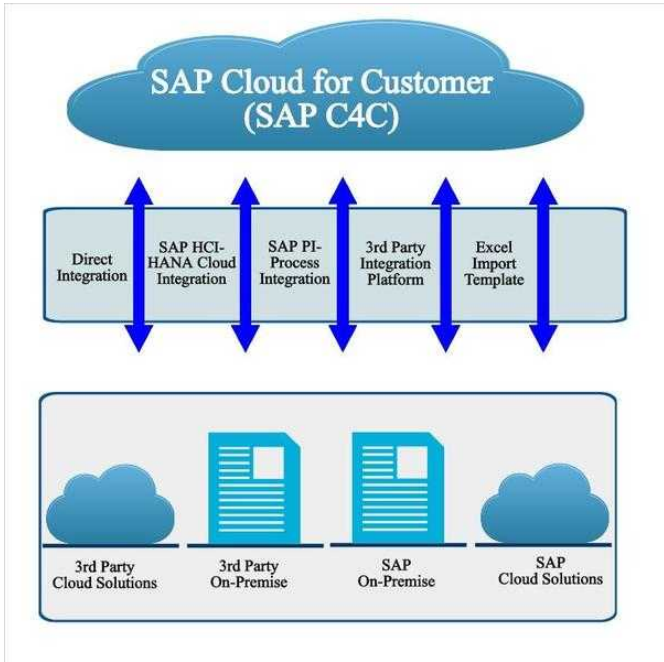 SAP Cloud for Customer
(SAP C4C)
Direct
Integration
SAP HCI-
HANA Cloud
Integration
SAP PI-
Process
Integration
3rd Party
Integration
Platform
Excel
Import
Template
3rd Party
Cloud Solutions
3rd Party
On-Premise
SAP
On-Premise
SAP
Cloud Solutions